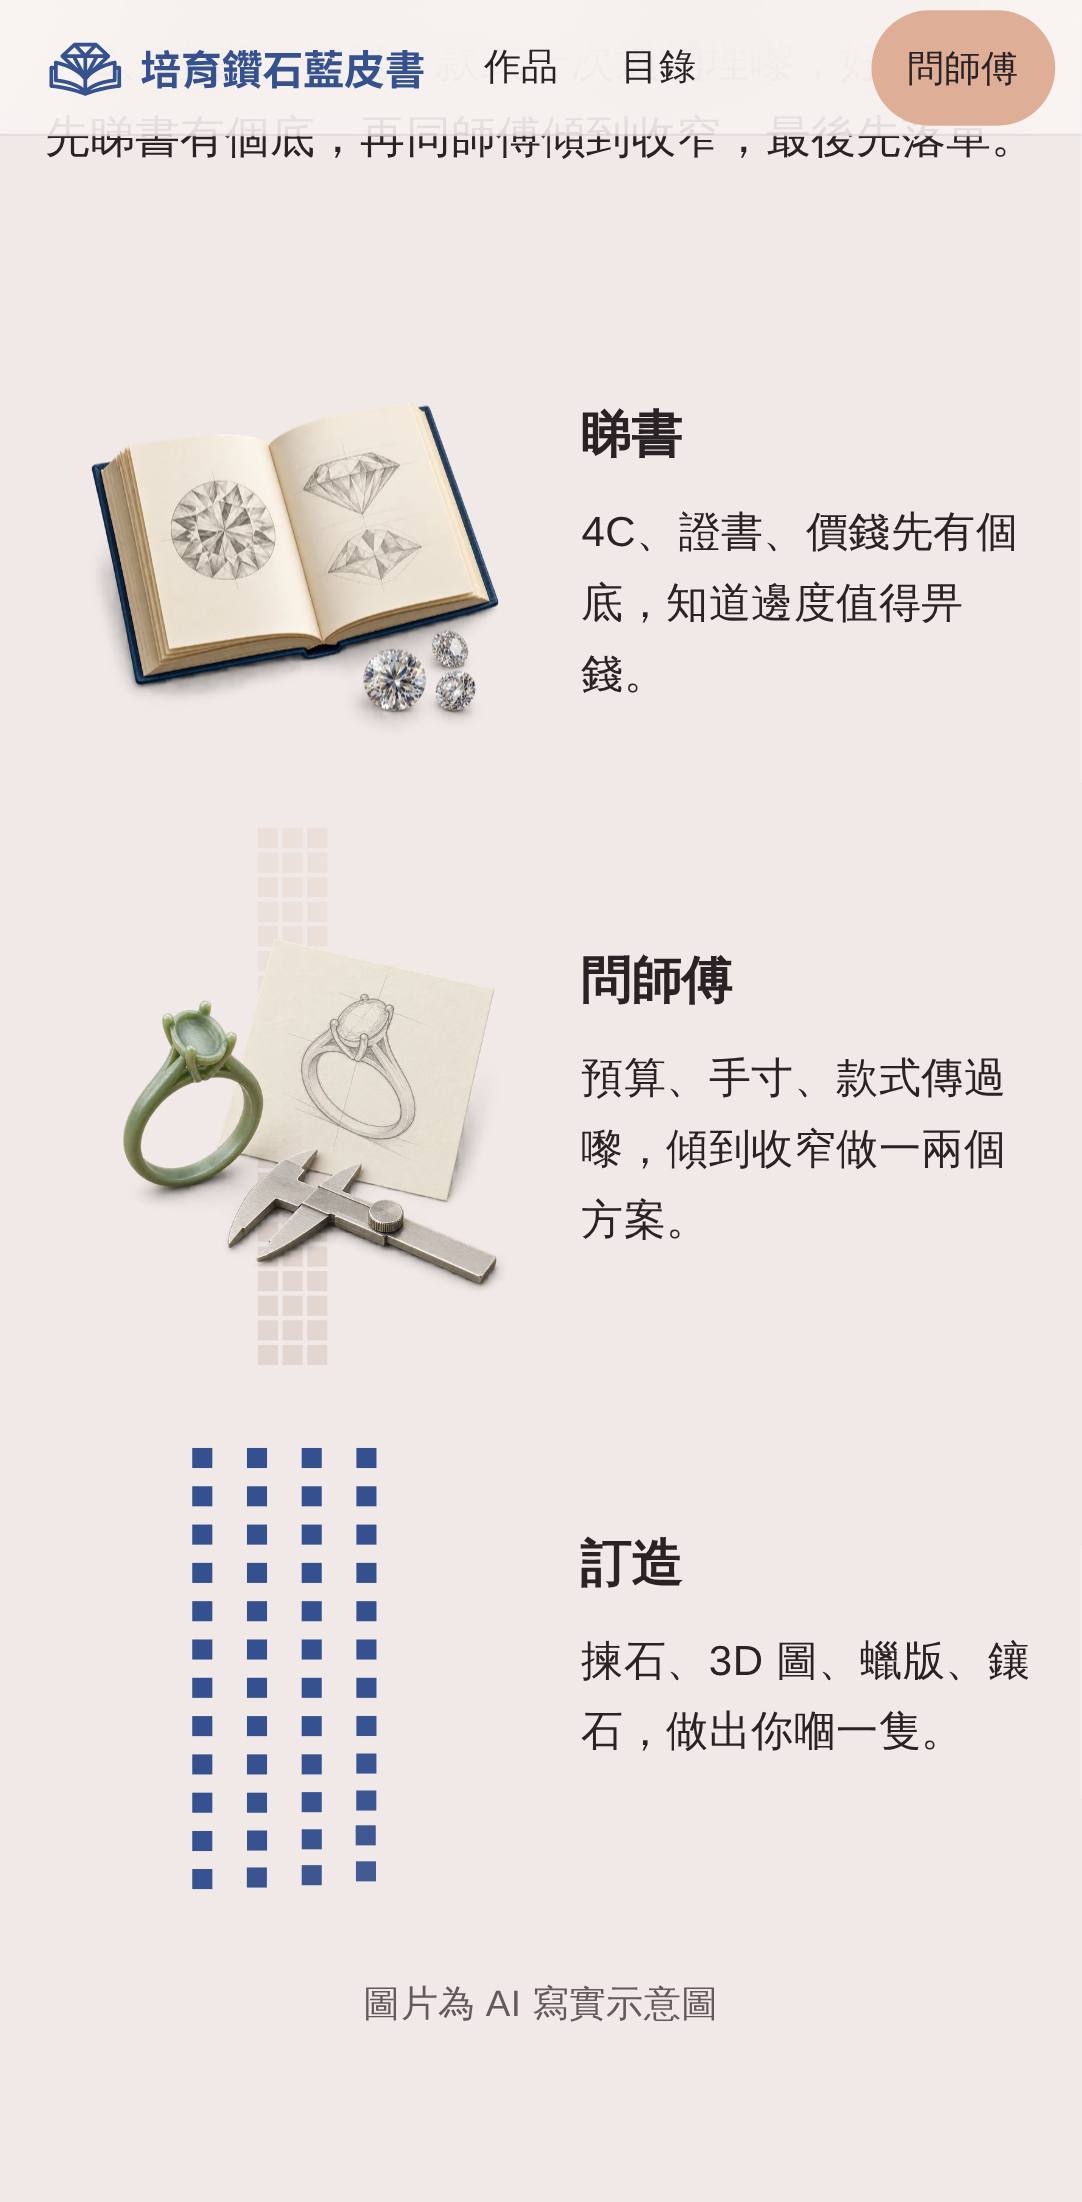 培育鑽石藍皮書 作品 目錄 問師傅
先睇書有個底，再同師傅傾到收窄，最後先落單。
睇書
4C、證書、價錢先有個
底，知道邊度值得畀
錢。
問師傅
預算、手寸、款式傳過
嚟，傾到收窄做一兩個
方案。
訂造
揀石、3D 圖、蠟版、鑲
石，做出你嗰一隻。
圖片為 AI 寫實示意圖